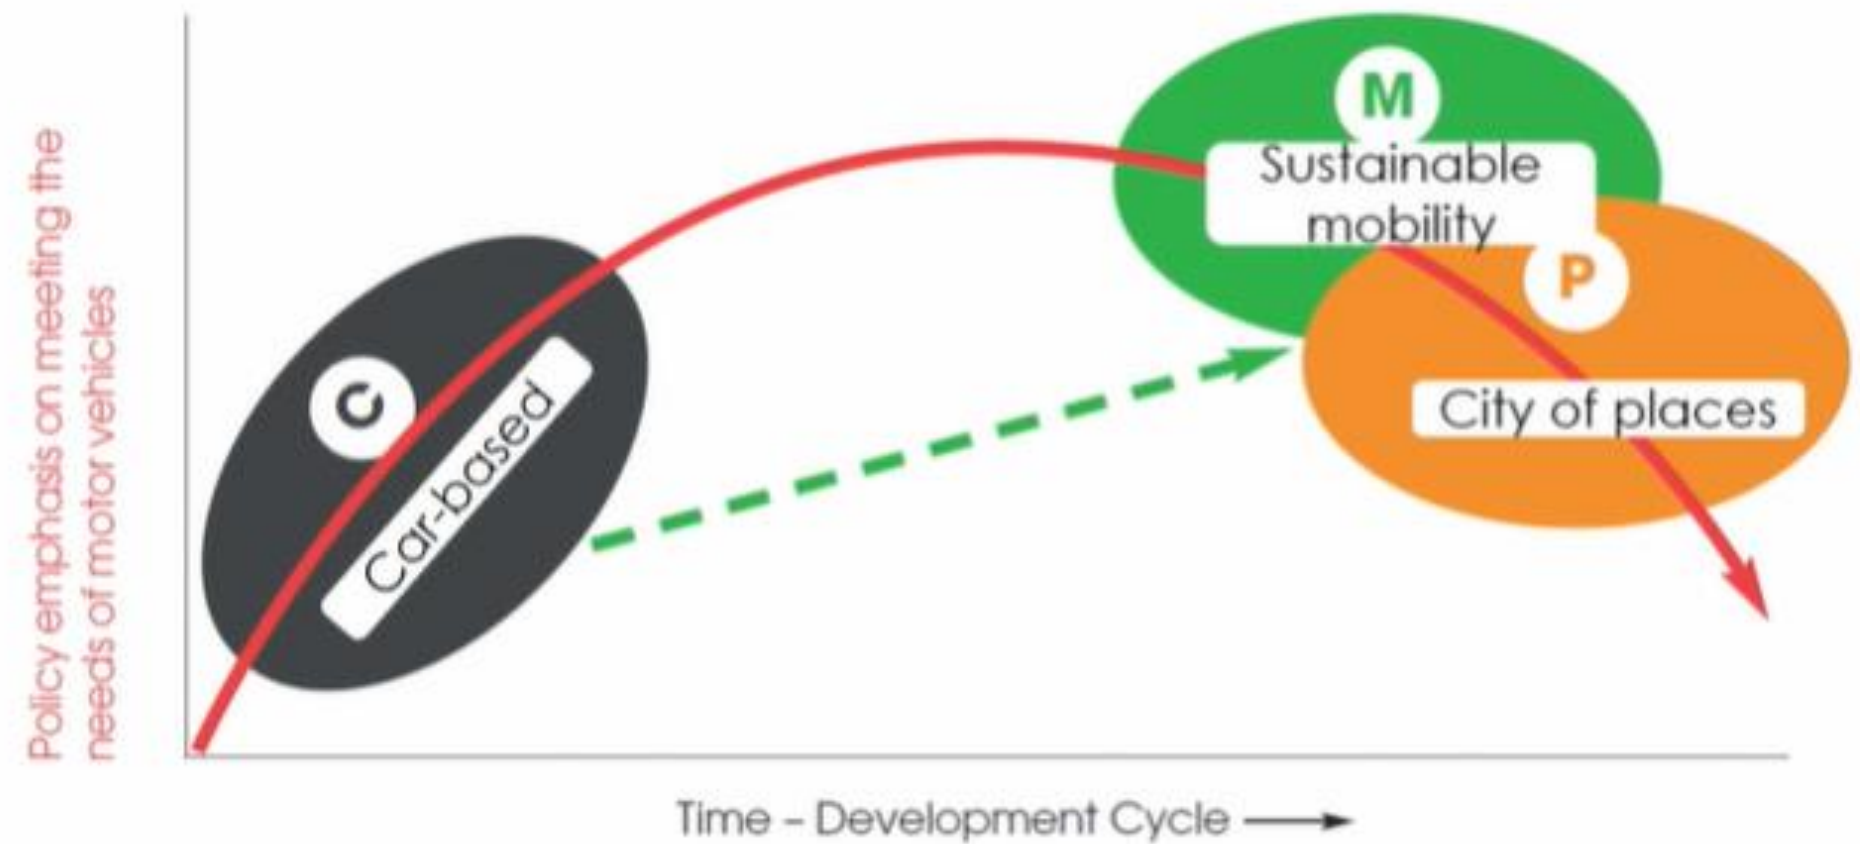 Policy emphasis on meeting the
needs of motor vehicles
C
Car-based
M
Sustainable
mobility
P
City of places
Time – Development Cycle